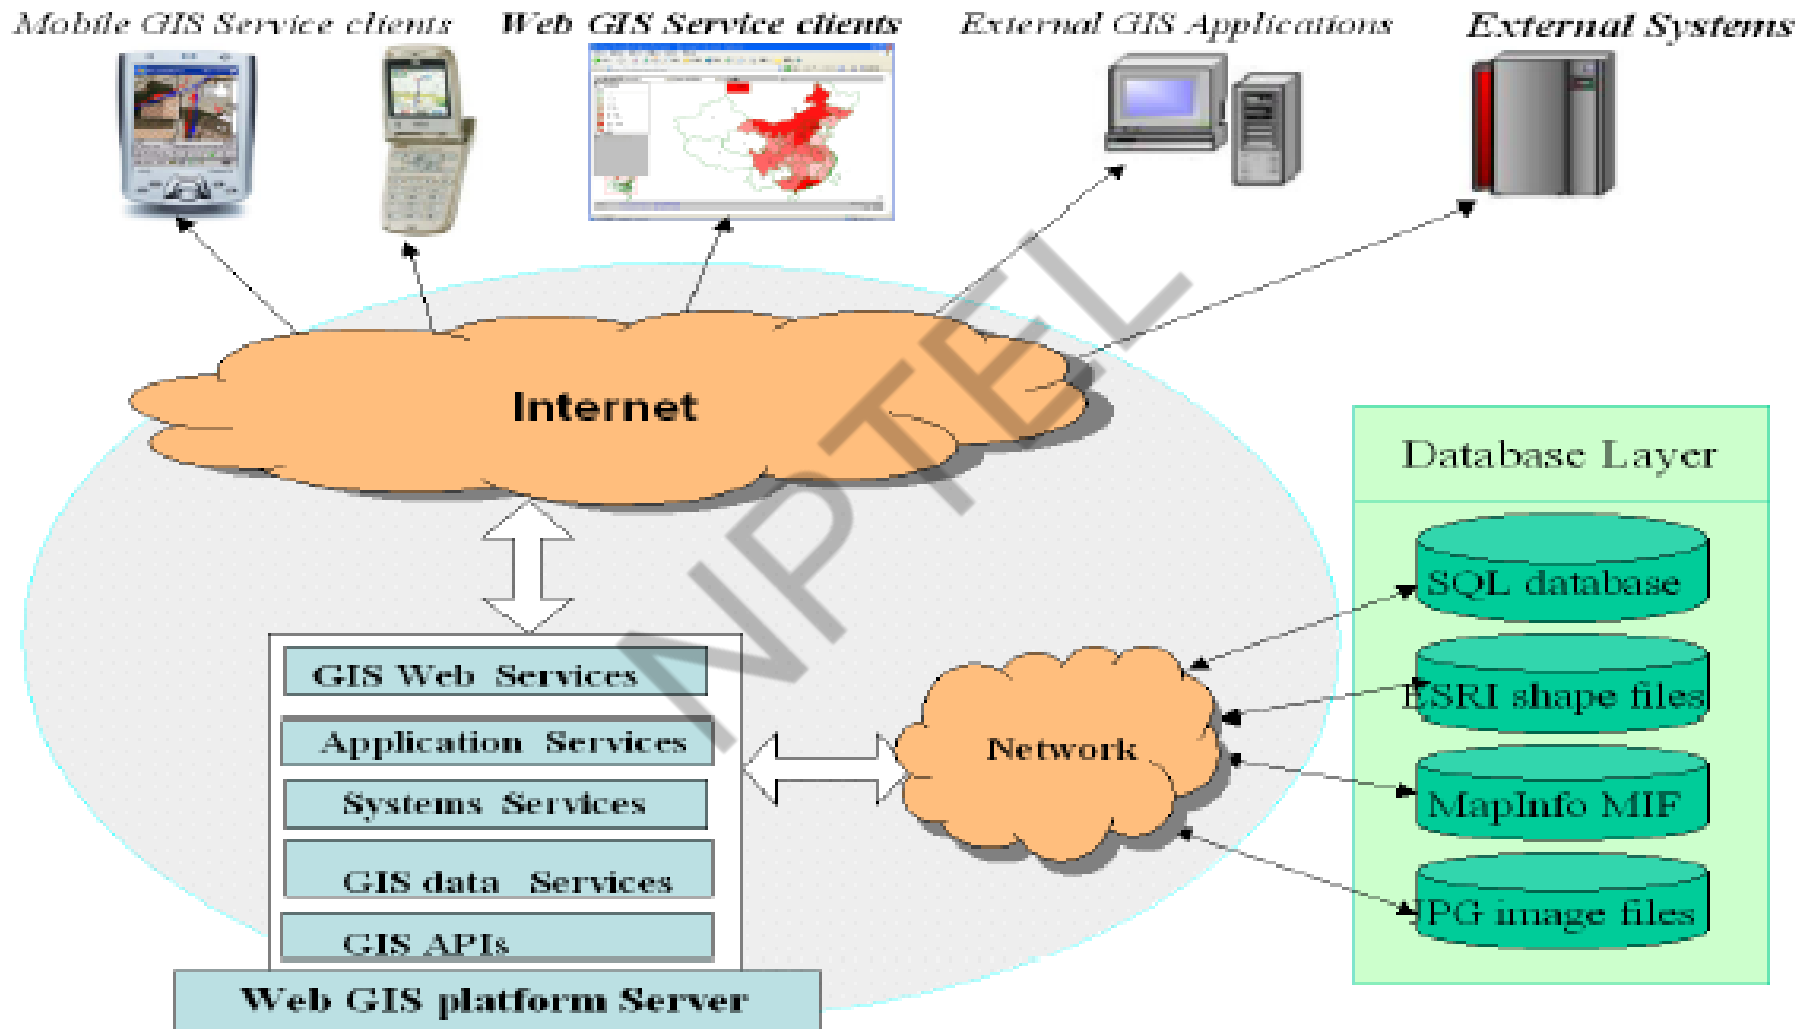 Mobile GIS Service clients
Web GIS Service clients
External GIS Applications
External Systems
Internet
Database Layer
SQL database
ESRI shape files
MapInfo MIF
JPG image files
GIS Web Services
Application Services
Systems Services
GIS data Services
GIS APIs
Web GIS platform Server
Network
NPTEL